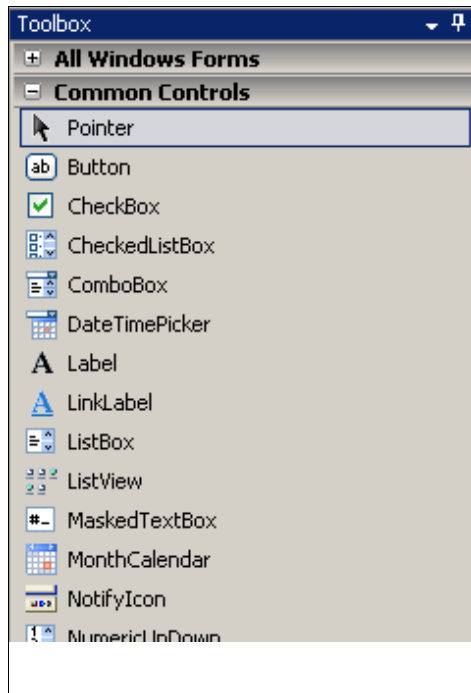 Toolbox
All Windows Forms
Common Controls
Pointer
Button
CheckBox
CheckedListBox
ComboBox
DateTimePicker
Label
LinkLabel
ListBox
ListView
MaskedTextBox
MonthCalendar
NotifyIcon
NumericUpDown